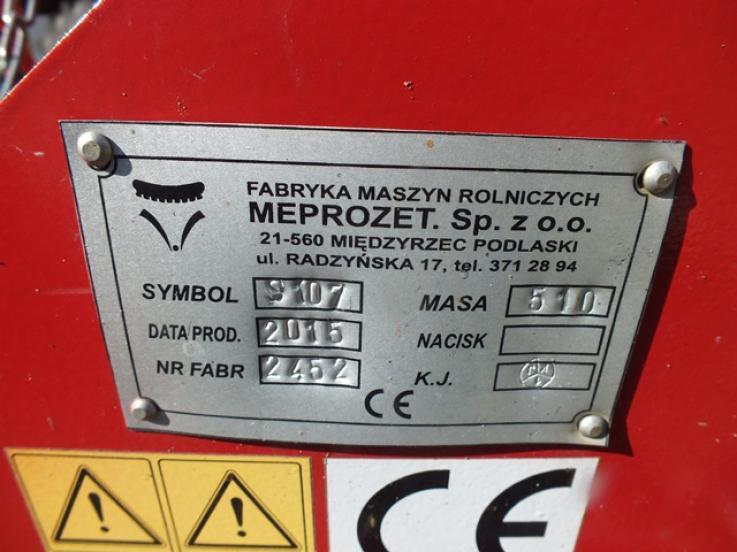 FABRYKA MASZYN ROLNICZYCH
MEPROZET. Sp. z o.o.
21-560 MIĘDZYRZEC PODLASKI
ul. RADZYŃSKA 17, tel. 371 28 94
SYMBOL S107 MASA 510
DATA PROD. 2015 NACISK
NR FABR 2452 K.J.
CE
CE